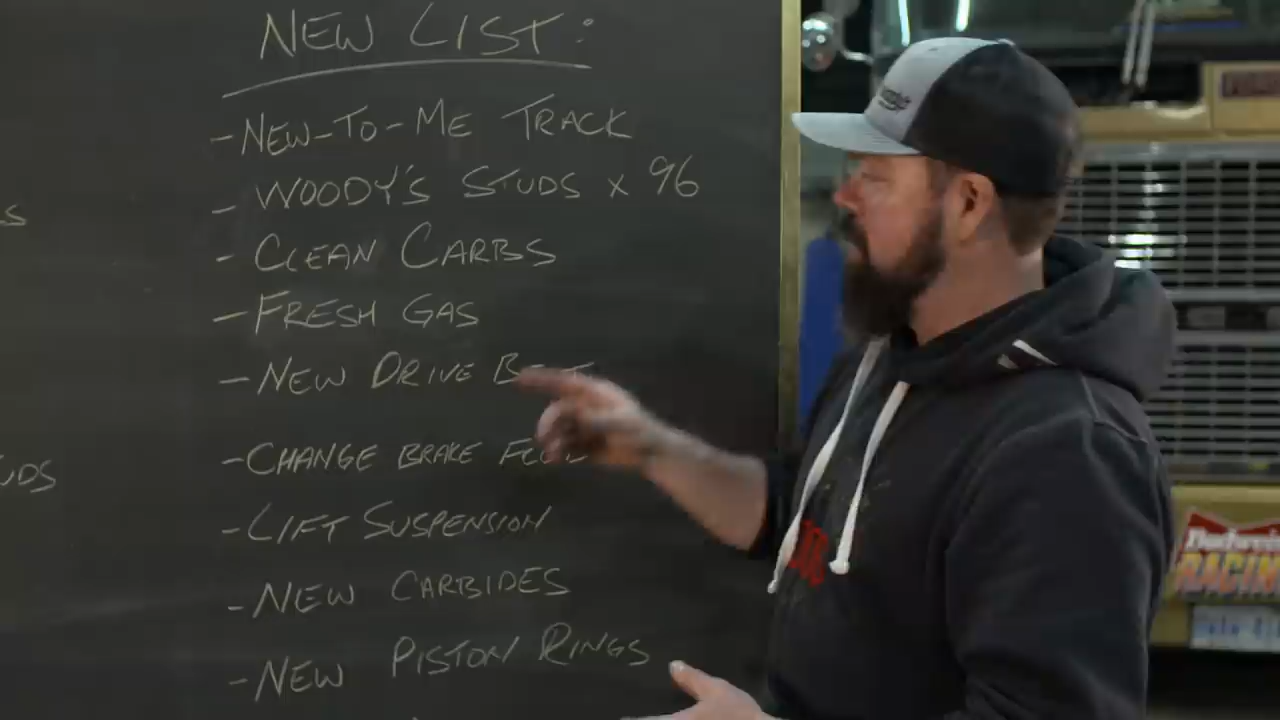 NEW LIST:
- NEW-TO-ME TRACK
- WOODY'S STUDS x 96
- CLEAN CARBS
- FRESH GAS
- NEW DRIVE
- CHANGE BRAKE
- LIFT SUSPENSION
- NEW CARBIDES
- NEW PISTON RINGS
RACING